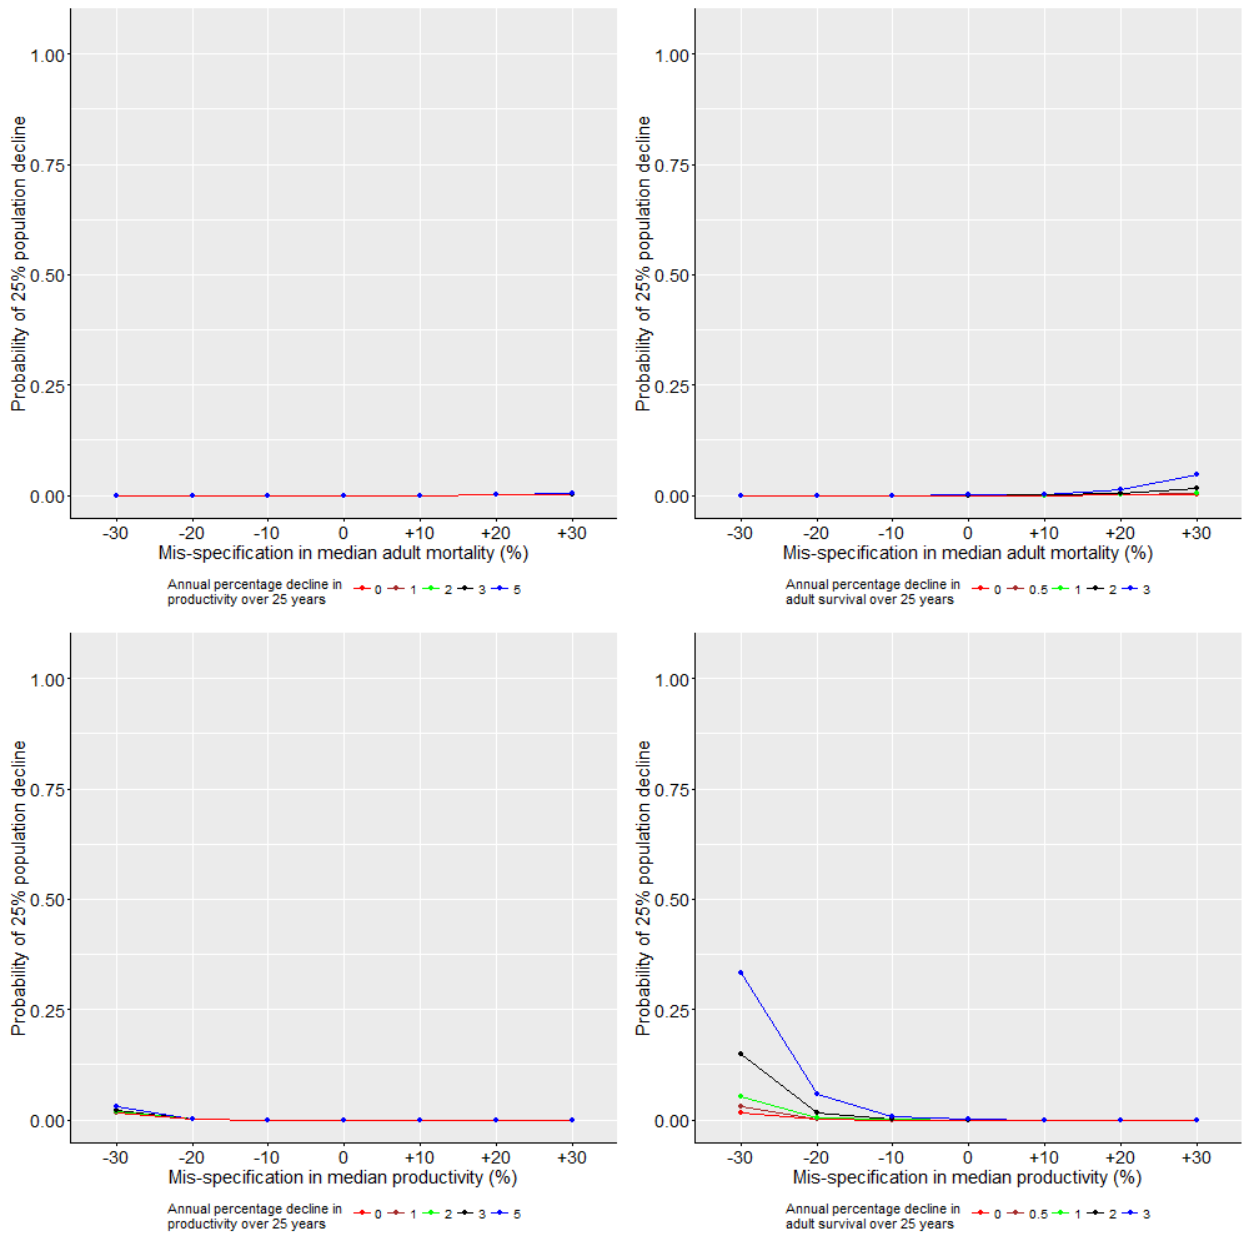 Probability of 25% population decline
1.00
0.75
0.50
0.25
0.00
-30 -20 -10 0 +10 +20 +30
Mis-specification in median adult mortality (%)
Annual percentage decline in
productivity over 25 years 0 1 2 3 5
Probability of 25% population decline
1.00
0.75
0.50
0.25
0.00
-30 -20 -10 0 +10 +20 +30
Mis-specification in median adult mortality (%)
Annual percentage decline in
adult survival over 25 years 0 0.5 1 2 3
Probability of 25% population decline
1.00
0.75
0.50
0.25
0.00
-30 -20 -10 0 +10 +20 +30
Mis-specification in median productivity (%)
Annual percentage decline in
productivity over 25 years 0 1 2 3 5
Probability of 25% population decline
1.00
0.75
0.50
0.25
0.00
-30 -20 -10 0 +10 +20 +30
Mis-specification in median productivity (%)
Annual percentage decline in
adult survival over 25 years 0 0.5 1 2 3